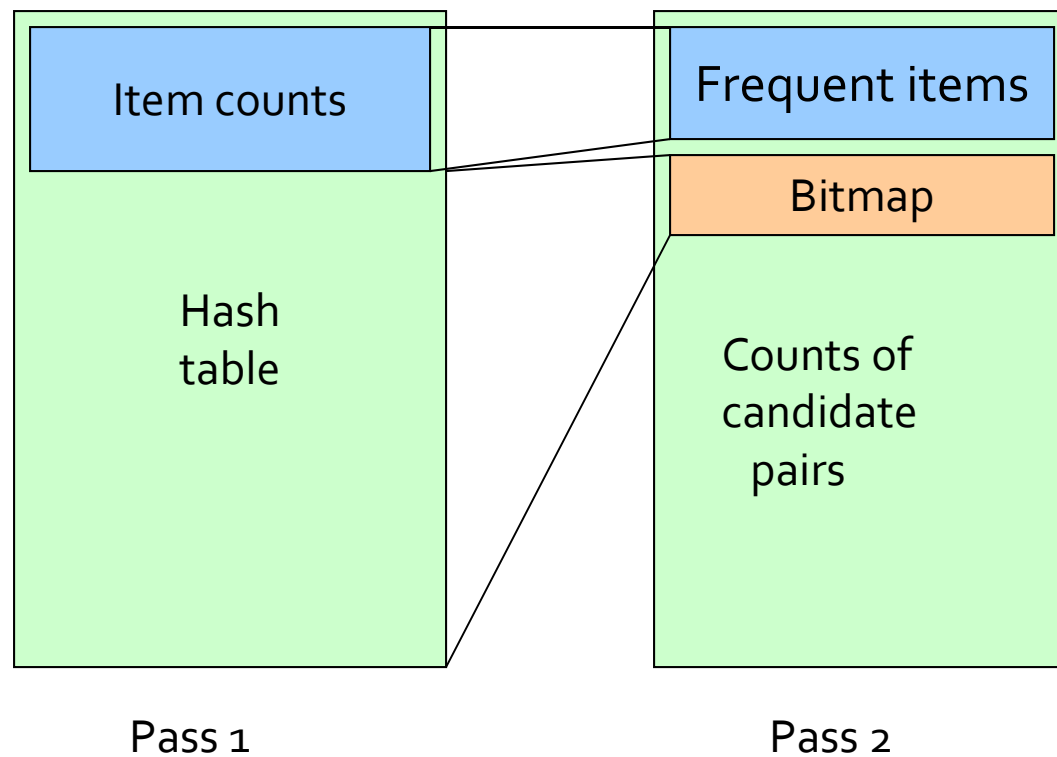 Item counts
Hash
table
Pass 1
Frequent items
Bitmap
Counts of
candidate
pairs
Pass 2